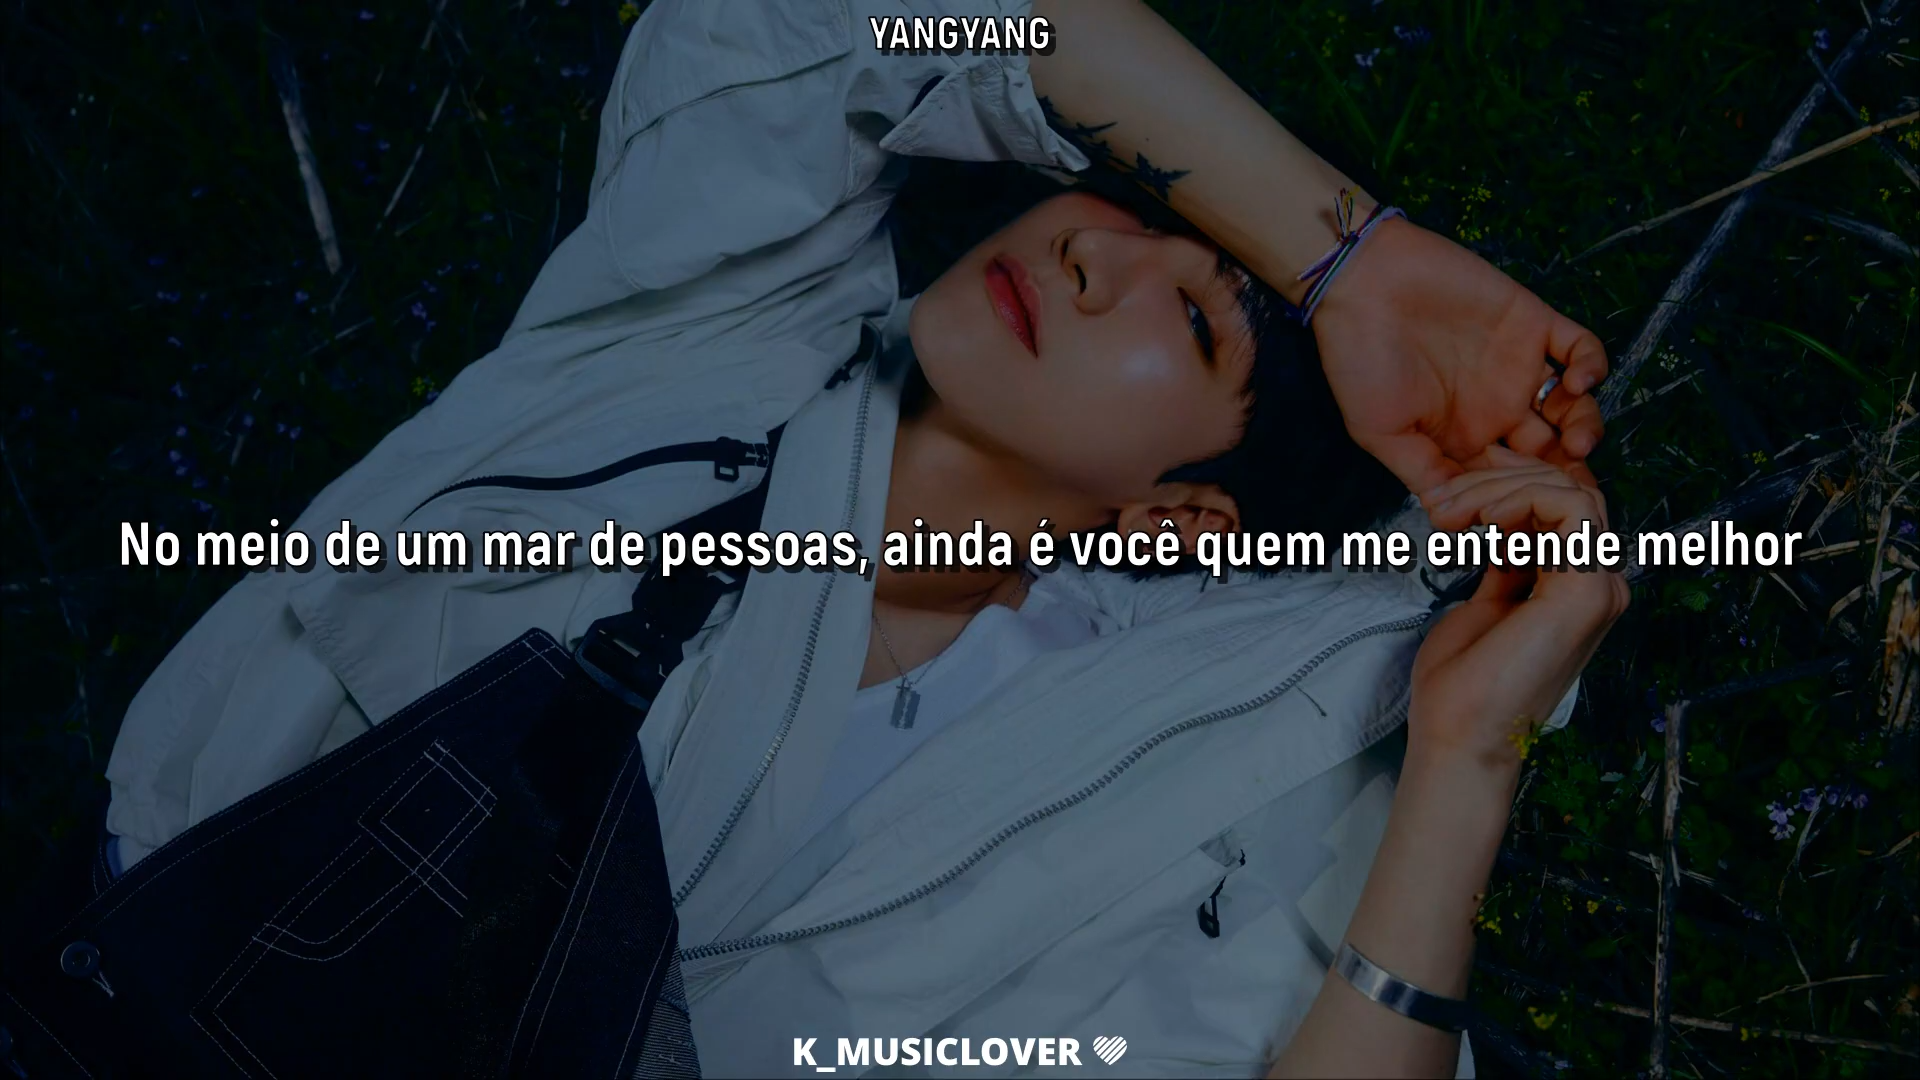 YANGYANG
No meio de um mar de pessoas, ainda é você quem me entende melhor
K_MUSICLOVER